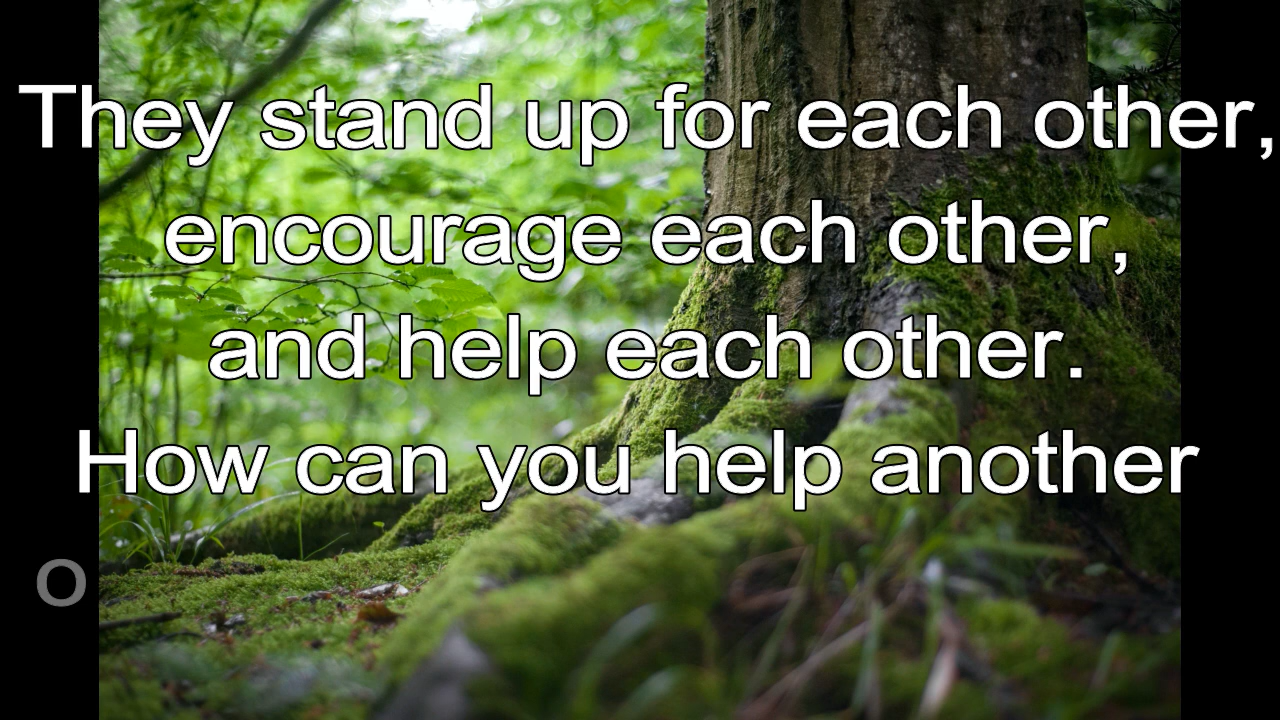 They stand up for each other,
encourage each other,
and help each other.
How can you help another
o